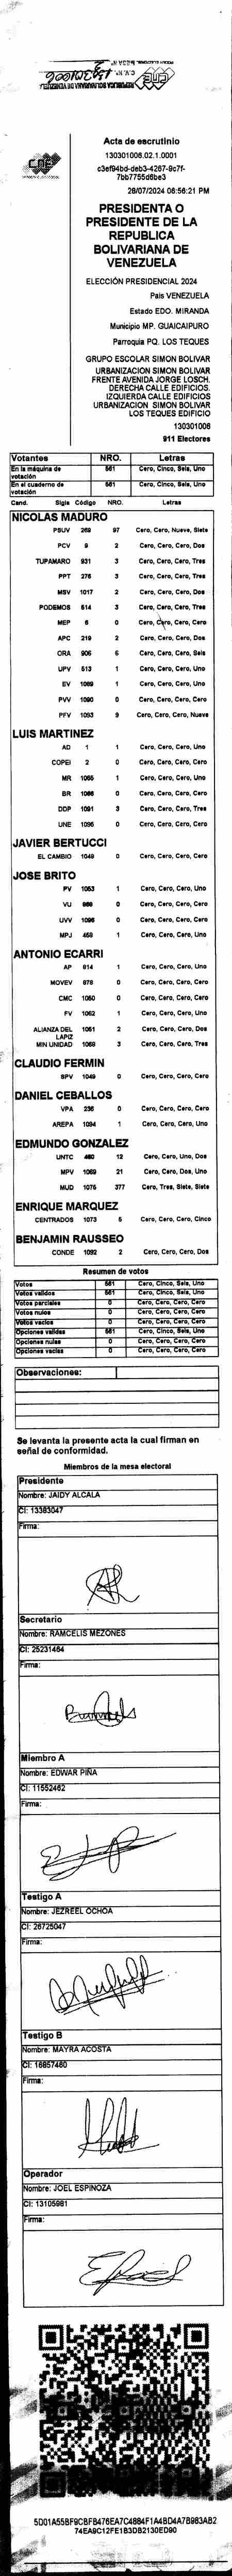 CNE
Acta de escrutinio
130301006.02.1.0001
c3ef94bd-deb3-4267-9c7f-
7bb7755d6be3
28/07/2024 06:56:21 PM
PRESIDENTA O
PRESIDENTE DE LA
REPUBLICA
BOLIVARIANA DE
VENEZUELA
ELECCIÓN PRESIDENCIAL 2024
País VENEZUELA
Estado EDO. MIRANDA
Municipio MP. GUAICAIPURO
Parroquia PQ. LOS TEQUES
GRUPO ESCOLAR SIMON BOLIVAR
URBANIZACION SIMON BOLIVAR
FRENTE AVENIDA JORGE LOSCH.
DERECHA CALLE EDIFICIOS.
IZQUIERDA CALLE EDIFICIOS
URBANIZACION SIMON BOLIVAR
LOS TEQUES EDIFICIO
130301006
911 Electores
Votantes NRO. Letras
En la máquina de votación 561 Cero, Cinco, Seis, Uno
En el cuaderno de votación 561 Cero, Cinco, Seis, Uno
Cand. Sigla Código NRO. Letras
NICOLAS MADURO
PSUV 269 97 Cero, Cero, Nueve, Siete
PCV 9 2 Cero, Cero, Cero, Dos
TUPAMARO 931 3 Cero, Cero, Cero, Tres
PPT 276 3 Cero, Cero, Cero, Tres
MSV 1017 2 Cero, Cero, Cero, Dos
PODEMOS 614 3 Cero, Cero, Cero, Tres
MEP 6 0 Cero, Cero, Cero, Cero
APC 219 2 Cero, Cero, Cero, Dos
ORA 906 6 Cero, Cero, Cero, Seis
UPV 513 1 Cero, Cero, Cero, Uno
EV 1089 1 Cero, Cero, Cero, Uno
PVV 1090 0 Cero, Cero, Cero, Cero
PFV 1093 9 Cero, Cero, Cero, Nueve
LUIS MARTINEZ
AD 1 1 Cero, Cero, Cero, Uno
COPEI 2 0 Cero, Cero, Cero, Cero
MR 1065 1 Cero, Cero, Cero, Uno
BR 1086 0 Cero, Cero, Cero, Cero
DDP 1091 3 Cero, Cero, Cero, Tres
UNE 1096 0 Cero, Cero, Cero, Cero
JAVIER BERTUCCI
EL CAMBIO 1049 0 Cero, Cero, Cero, Cero
JOSE BRITO
PV 1053 1 Cero, Cero, Cero, Uno
VU 0 Cero, Cero, Cero, Cero
UVV 1098 0 Cero, Cero, Cero, Cero
MPJ 459 1 Cero, Cero, Cero, Uno
ANTONIO ECARRI
AP 814 1 Cero, Cero, Cero, Uno
MOVEV 878 0 Cero, Cero, Cero, Cero
CMC 1050 0 Cero, Cero, Cero, Cero
FV 1062 1 Cero, Cero, Cero, Uno
ALIANZA DEL LAPIZ 1061 2 Cero, Cero, Cero, Dos
MIN UNIDAD 1069 3 Cero, Cero, Cero, Tres
CLAUDIO FERMIN
SPV 1049 0 Cero, Cero, Cero, Cero
DANIEL CEBALLOS
VPA 236 0 Cero, Cero, Cero, Cero
AREPA 1094 1 Cero, Cero, Cero, Uno
EDMUNDO GONZALEZ
UNTC 12 Cero, Cero, Uno, Dos
MPV 1069 21 Cero, Cero, Dos, Uno
MUD 1075 377 Cero, Tres, Siete, Siete
ENRIQUE MARQUEZ
CENTRADOS 1073 5 Cero, Cero, Cero, Cinco
BENJAMIN RAUSSEO
CONDE 1092 2 Cero, Cero, Cero, Dos
Resumen de votos
Votos 561 Cero, Cinco, Seis, Uno
Votos validos 561 Cero, Cinco, Seis, Uno
Votos parciales 0 Cero, Cero, Cero, Cero
Votos nulos 0 Cero, Cero, Cero, Cero
Votos vacios 0 Cero, Cero, Cero, Cero
Opciones validas 561 Cero, Cinco, Seis, Uno
Opciones nulas 0 Cero, Cero, Cero, Cero
Opciones vacias 0 Cero, Cero, Cero, Cero
Observaciones:
Se levanta la presente acta la cual firman en
señal de conformidad.
Miembros de la mesa electoral
Presidente
Nombre: JAIDY ALCALA
CI: 13383047
Firma:
Secretario
Nombre: RAMCELIS MEZONES
CI: 25231464
Firma:
Miembro A
Nombre: EDWAR PIÑA
CI: 11552462
Firma:
Testigo A
Nombre: JEZREEL OCHOA
CI: 26725047
Firma:
Testigo B
Nombre: MAYRA ACOSTA
CI: 16857460
Firma:
Operador
Nombre: JOEL ESPINOZA
CI: 13105981
Firma:
5D01A55BF9CBFB476EA7C4884F1A4BD4A7B983AB2
74EA9C12FE1B3DB2130ED90